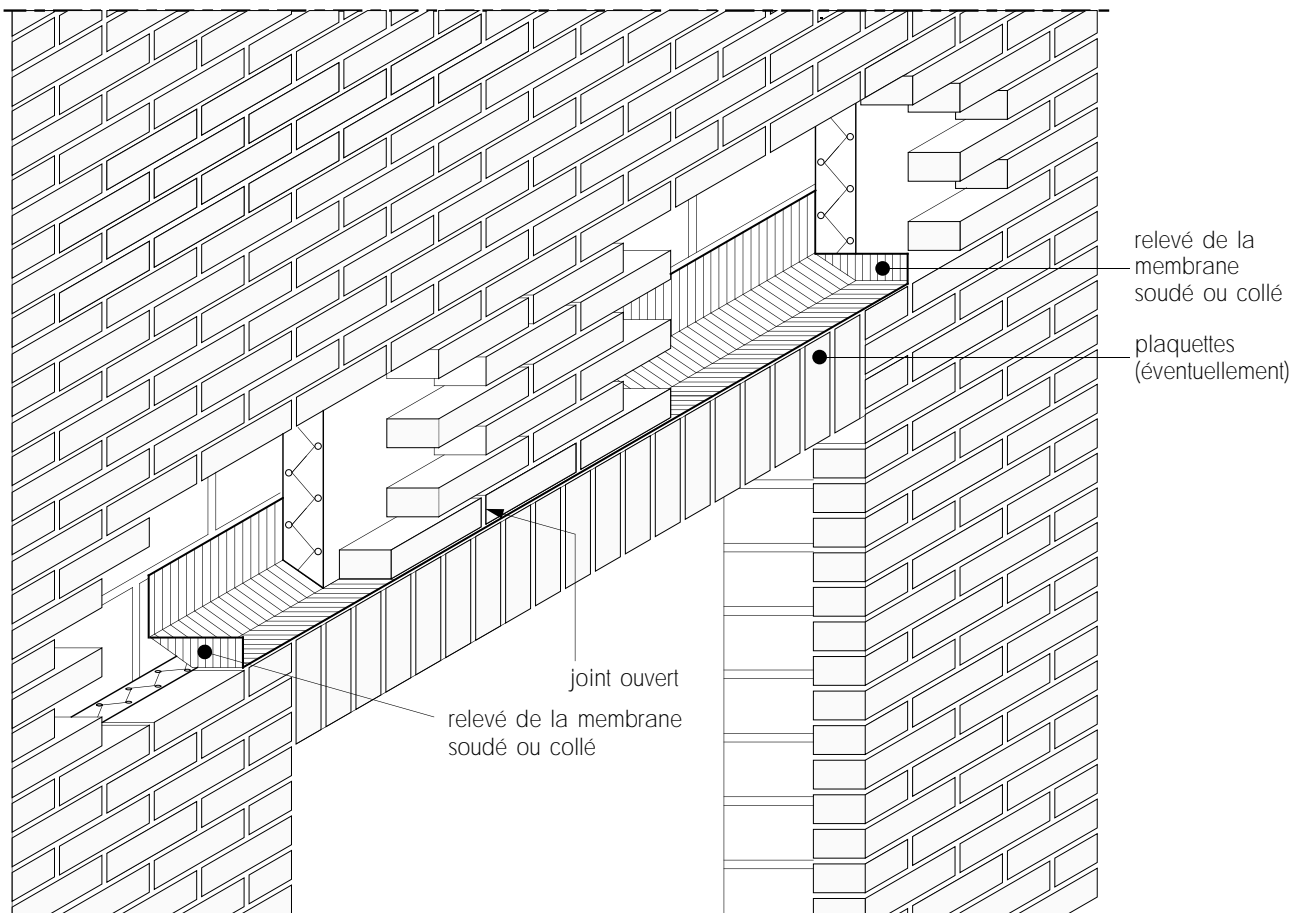 relevé de la
membrane
soudé ou collé
plaquettes
(éventuellement)
joint ouvert
relevé de la membrane
soudé ou collé